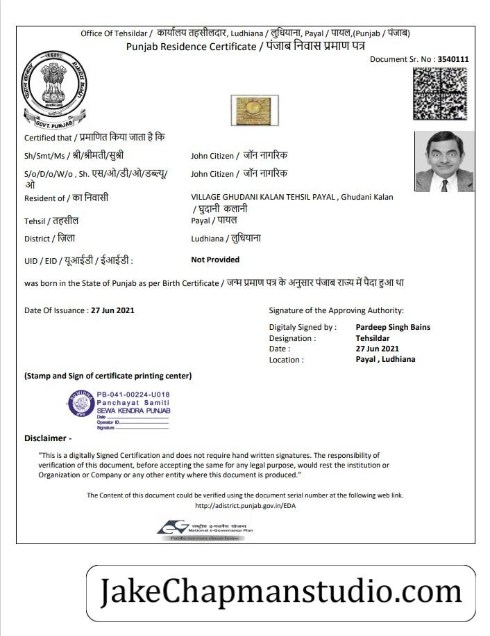 Office Of Tehsildar / कार्यालय तहसीलदार, Ludhiana / लुधियाना, Payal / पायल,(Punjab / पंजाब)
Punjab Residence Certificate / पंजाब निवास प्रमाण पत्र
Document Sr. No : 3540111
GOVT. PUNJAB
Certified that / प्रमाणित किया जाता है कि
Sh/Smt/Ms / श्री/श्रीमती/सुश्री John Citizen / जॉन नागरिक
S/o/D/o/W/o , Sh. एस/ओ/डी/ओ/डब्ल्यू/ John Citizen / जॉन नागरिक
ओ
Resident of / का निवासी VILLAGE GHUDANI KALAN TEHSIL PAYAL , Ghudani Kalan
/ घुदानी कलानी
Tehsil / तहसील Payal / पायल
District / ज़िला Ludhiana / लुधियाना
UID / EID / यूआईडी / ईआईडी : Not Provided
was born in the State of Punjab as per Birth Certificate / जन्म प्रमाण पत्र के अनुसार पंजाब राज्य में पैदा हुआ था
Date Of Issuance : 27 Jun 2021 Signature of the Approving Authority:
Digitaly Signed by : Pardeep Singh Bains
Designation : Tehsildar
Date : 27 Jun 2021
Location : Payal , Ludhiana
(Stamp and Sign of certificate printing center)
PB-041-00224-U018
Panchayat Samiti
SEWA KENDRA PUNJAB
Date
Operator ID
Signature
Disclaimer -
"This is a digitally Signed Certification and does not require hand written signatures. The responsibility of
verification of this document, before accepting the same for any legal purpose, would rest the institution or
Organization or Company or any other entity where this document is produced."
The Content of this document could be verified using the document serial number at the following web link.
http://adistrict.punjab.gov.in/EDA
राष्ट्रीय ई-गवर्नेंस योजना
National e-Governance Plan
JakeChapmanstudio.com